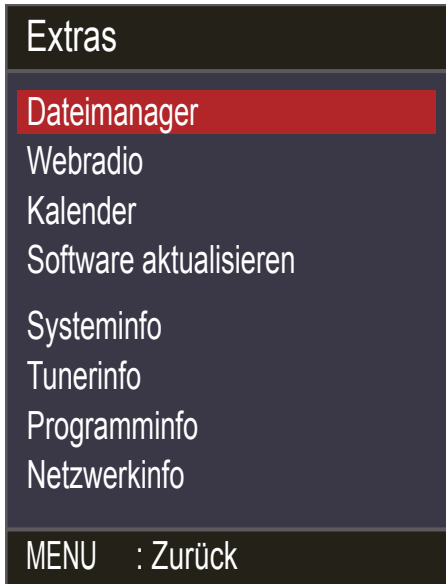 Extras
Dateimanager
Webradio
Kalender
Software aktualisieren
Systeminfo
Tunerinfo
Programminfo
Netzwerkinfo
MENU : Zurück